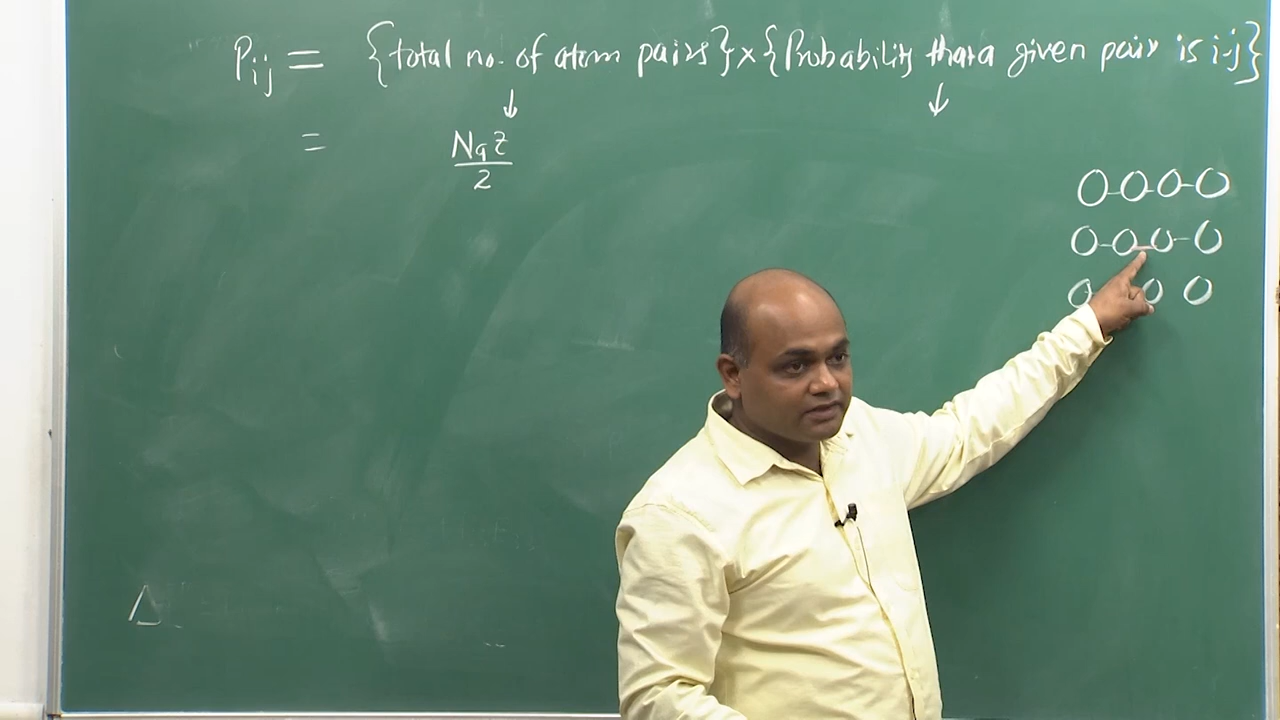 Pij = {total no. of atom pairs} × {Probability that a given pair is i-j}
↓ ↓
= Naz/2
Δ